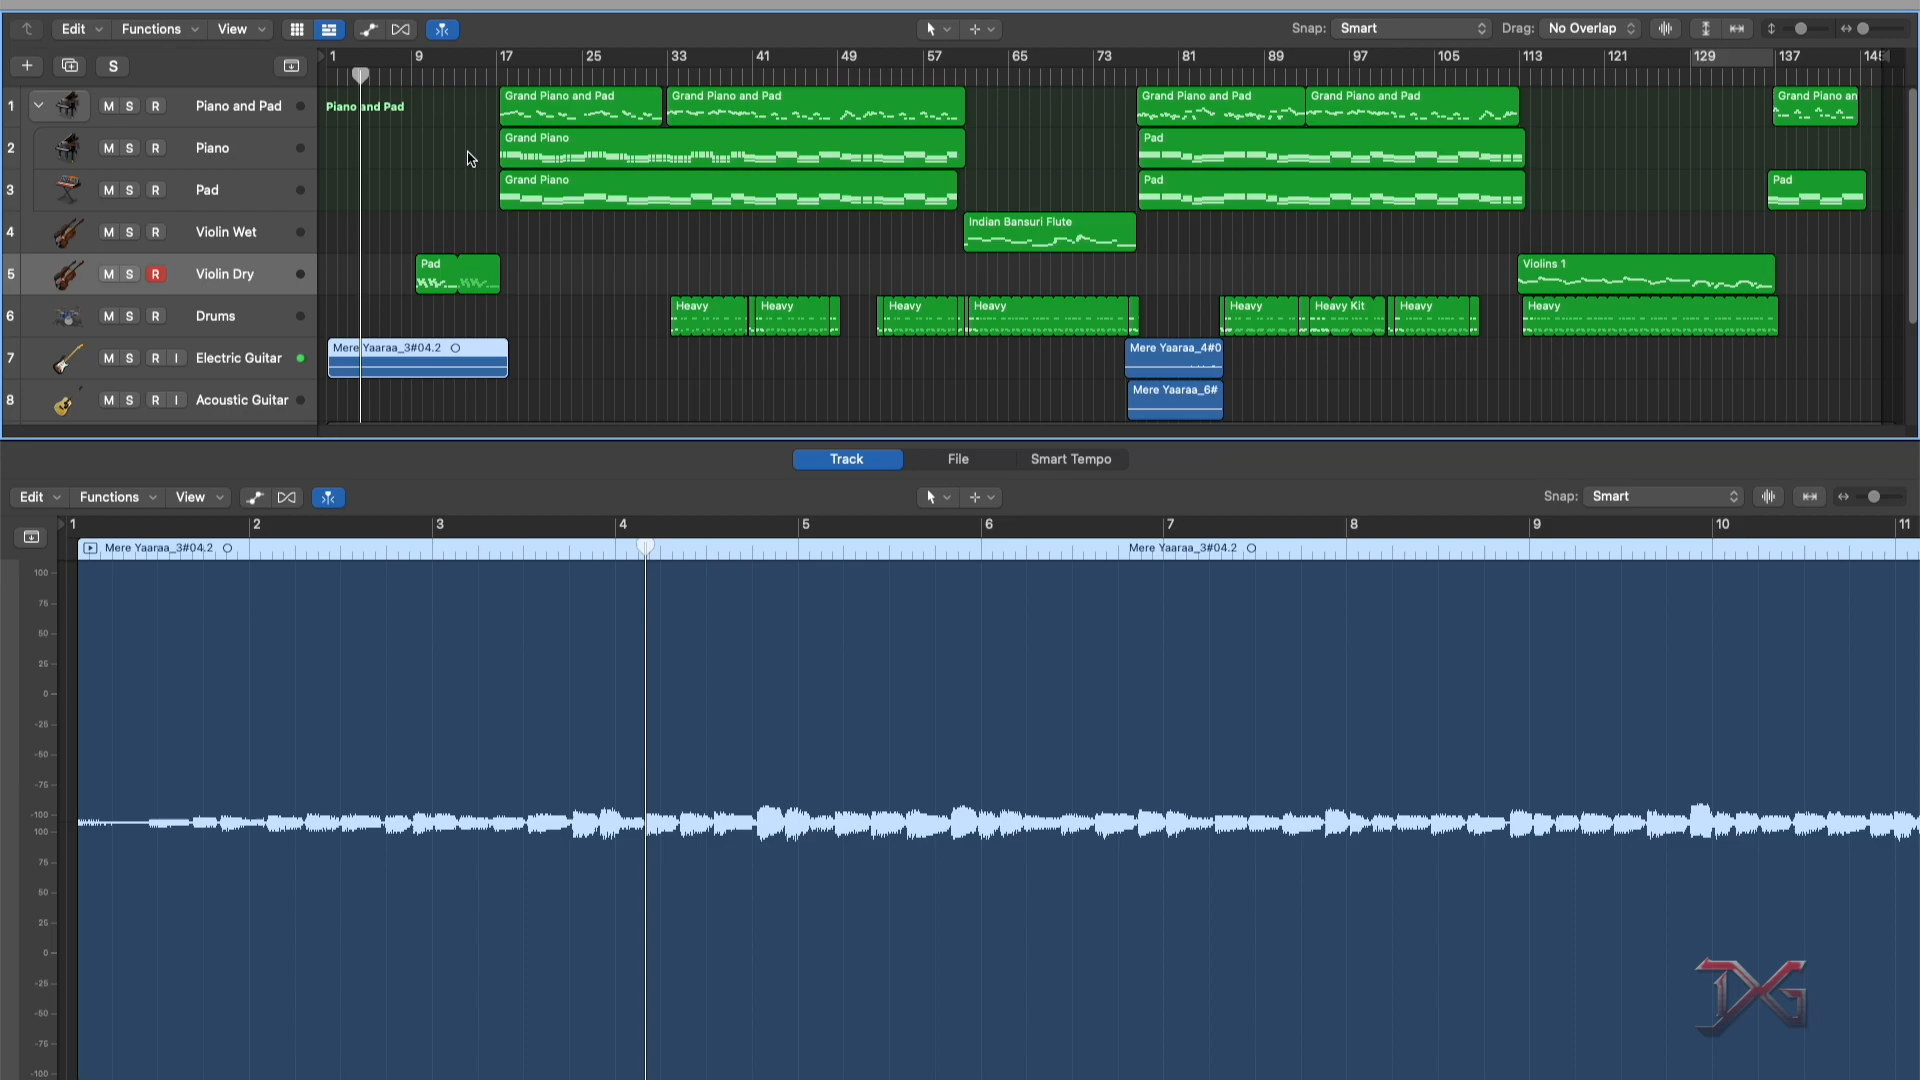 Edit Functions View Snap: Smart Drag: No Overlap
S 1 9 17 25 33 41 49 57 65 73 81 89 97 105 113 121 129 137 145
1 M S R Piano and Pad Piano and Pad Grand Piano and Pad Grand Piano and Pad Grand Piano and Pad Grand Piano and Pad Grand Piano an
2 M S R Piano Grand Piano Pad
3 M S R Pad Grand Piano Pad Pad
4 M S R Violin Wet Indian Bansuri Flute
5 M S R Violin Dry Pad Violins 1
6 M S R Drums Heavy Heavy Heavy Heavy Heavy Heavy Kit Heavy Heavy
7 M S R I Electric Guitar Mere Yaaraa_3#04.2 Mere Yaaraa_4#0
8 M S R I Acoustic Guitar Mere Yaaraa_6#
Track File Smart Tempo
Edit Functions View Snap: Smart
1 2 3 4 5 6 7 8 9 10 11
Mere Yaaraa_3#04.2 Mere Yaaraa_3#04.2
100
75
50
25
0
-25
-50
-75
-100
100
75
50
25
0
-25
-50
-75
-100